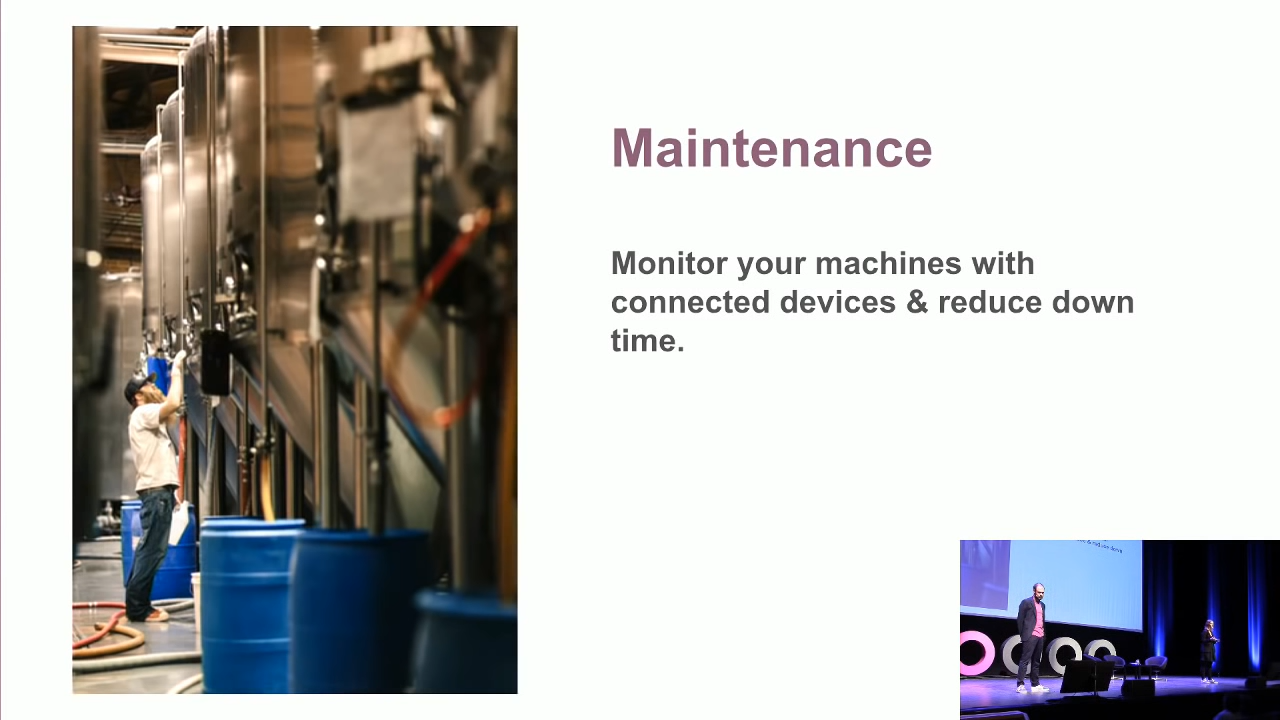 Maintenance
Monitor your machines with
connected devices & reduce down
time.